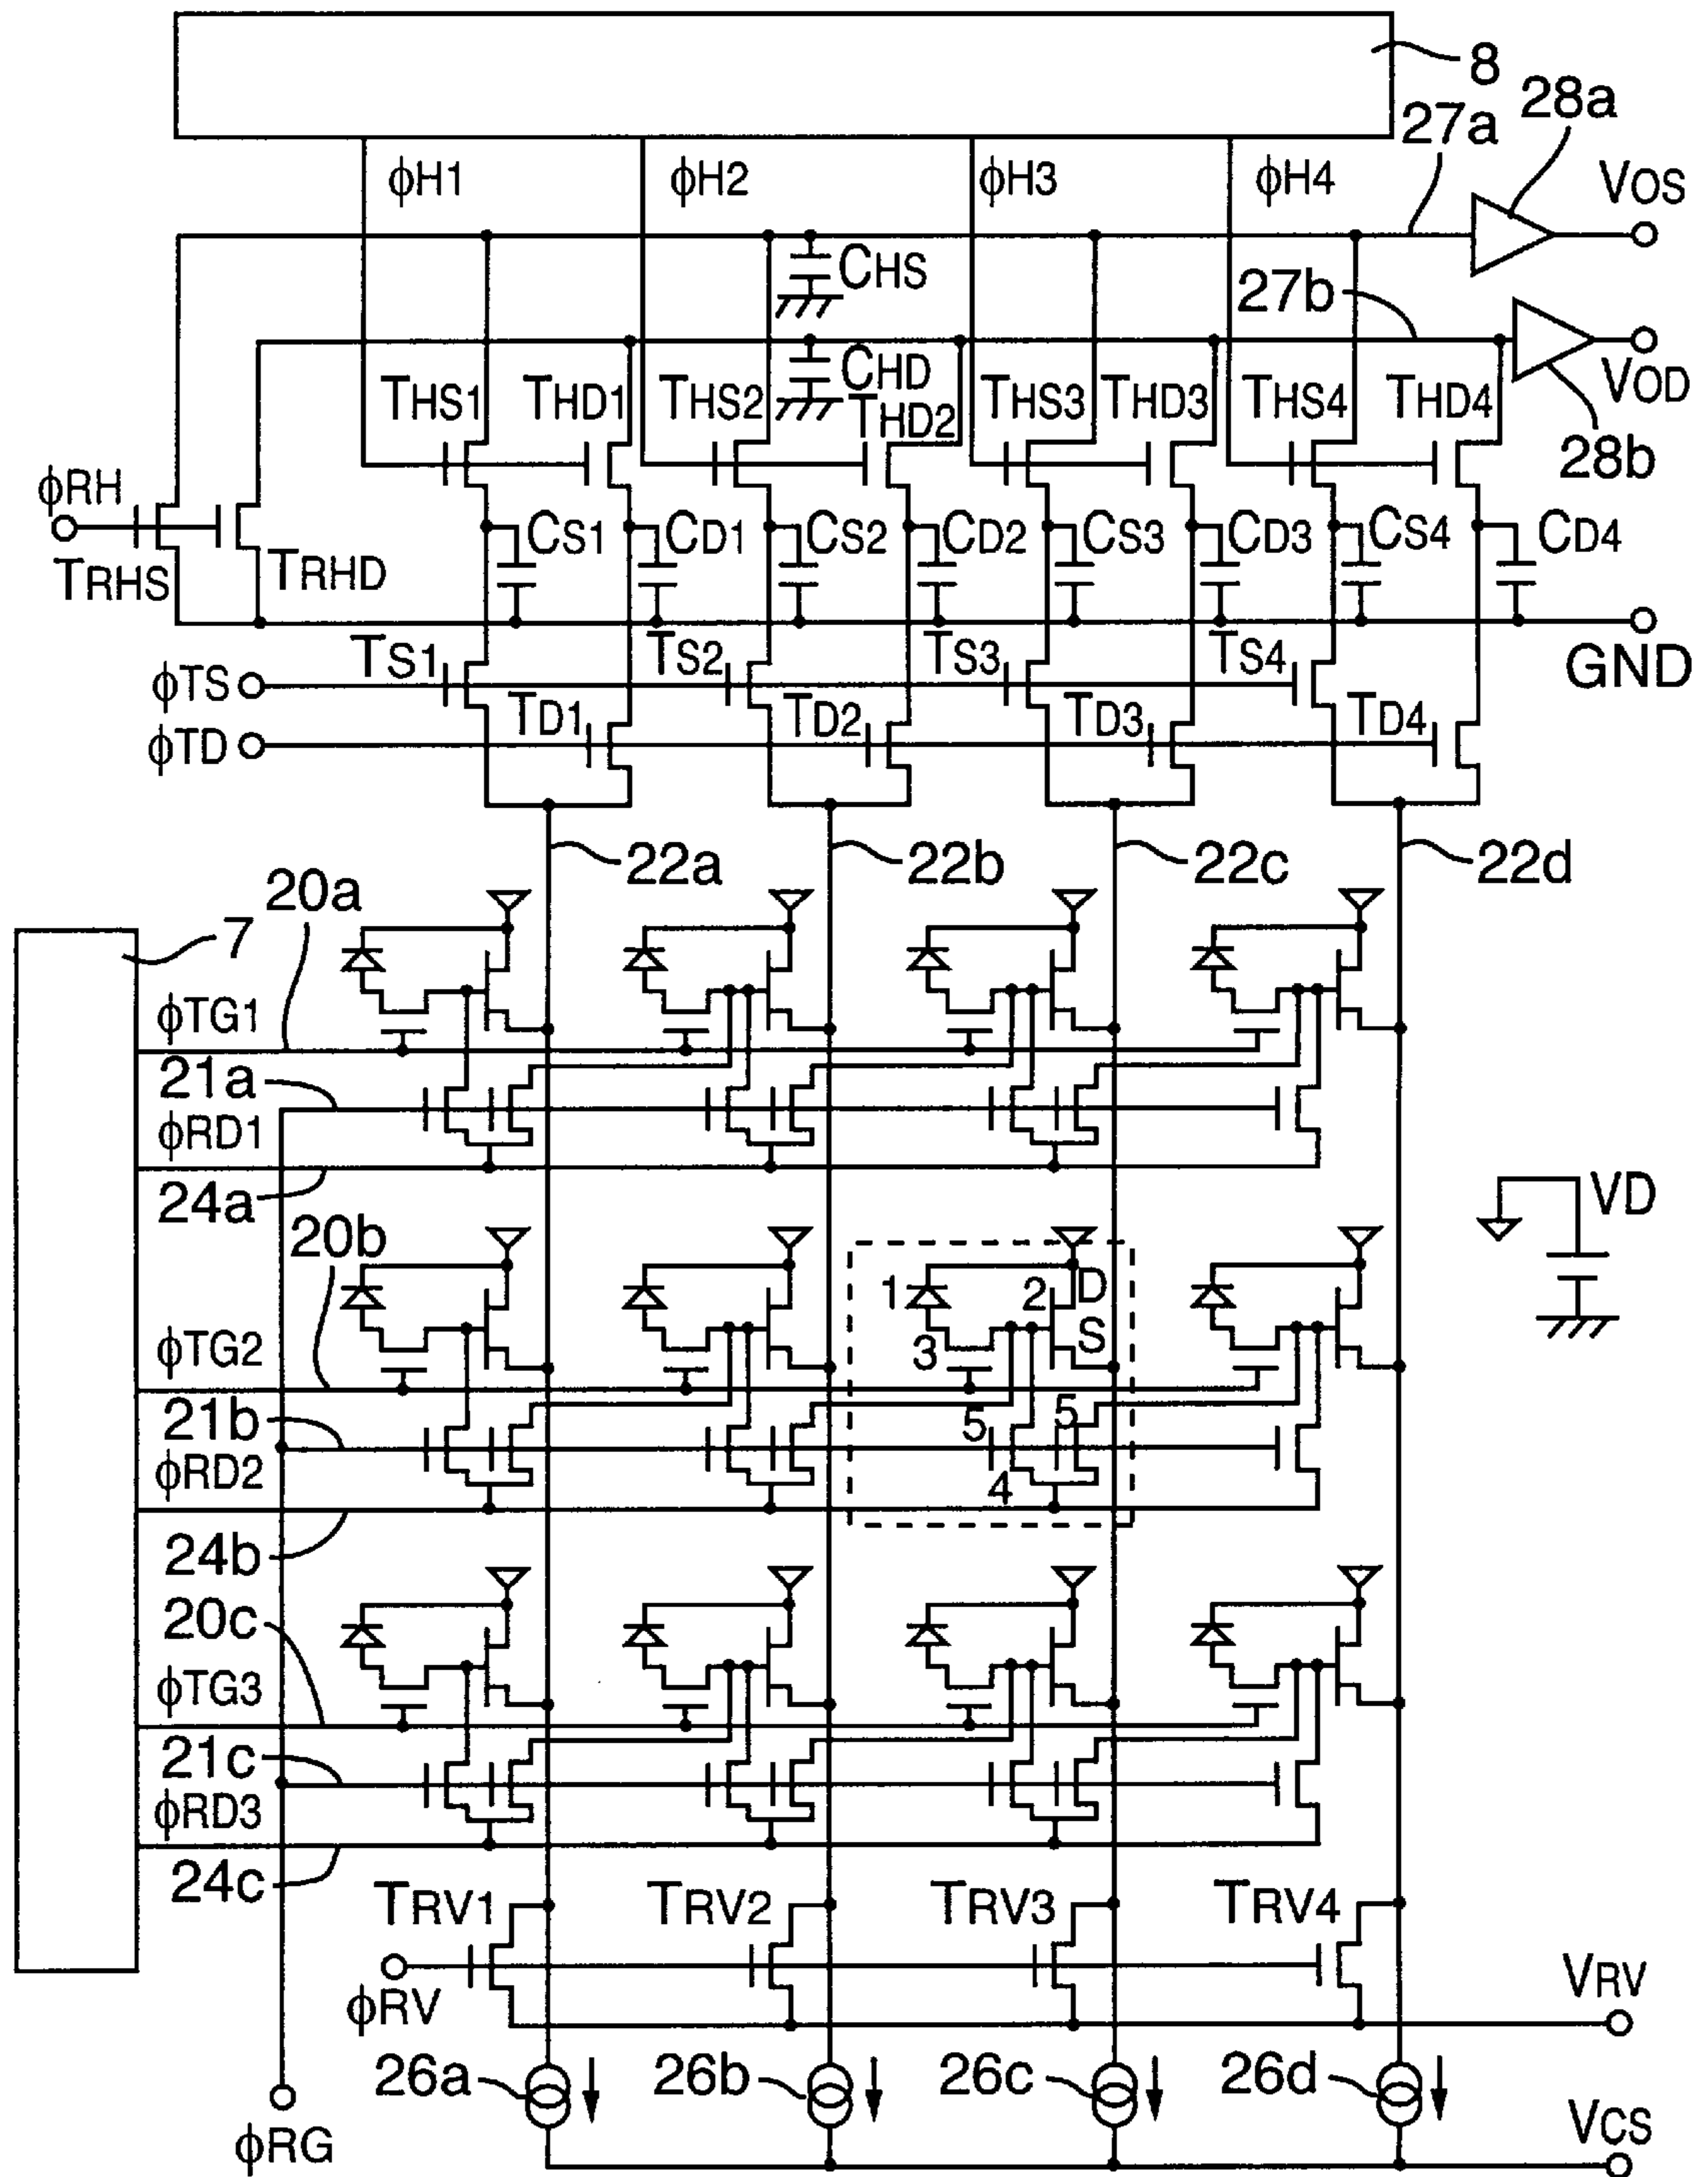 8
28a
27a
ϕH1 ϕH2 ϕH3 ϕH4 VOS
CHS
27b
CHD VOD
THS1 THD1 THS2 THD2 THS3 THD3 THS4 THD4
28b
ϕRH
CS1 CD1 CS2 CD2 CS3 CD3 CS4 CD4
TRHS TRHD
TS1 TS2 TS3 TS4 GND
ϕTS
TD1 TD2 TD3 TD4
ϕTD
22a 22b 22c 22d
20a
7
ϕTG1
21a
ϕRD1
24a
VD
20b
1 2 D
S
ϕTG2 3
21b 5 5
ϕRD2
4
24b
20c
ϕTG3
21c
ϕRD3
24c
TRV1 TRV2 TRV3 TRV4
ϕRV VRV
26a 26b 26c 26d
ϕRG VCS